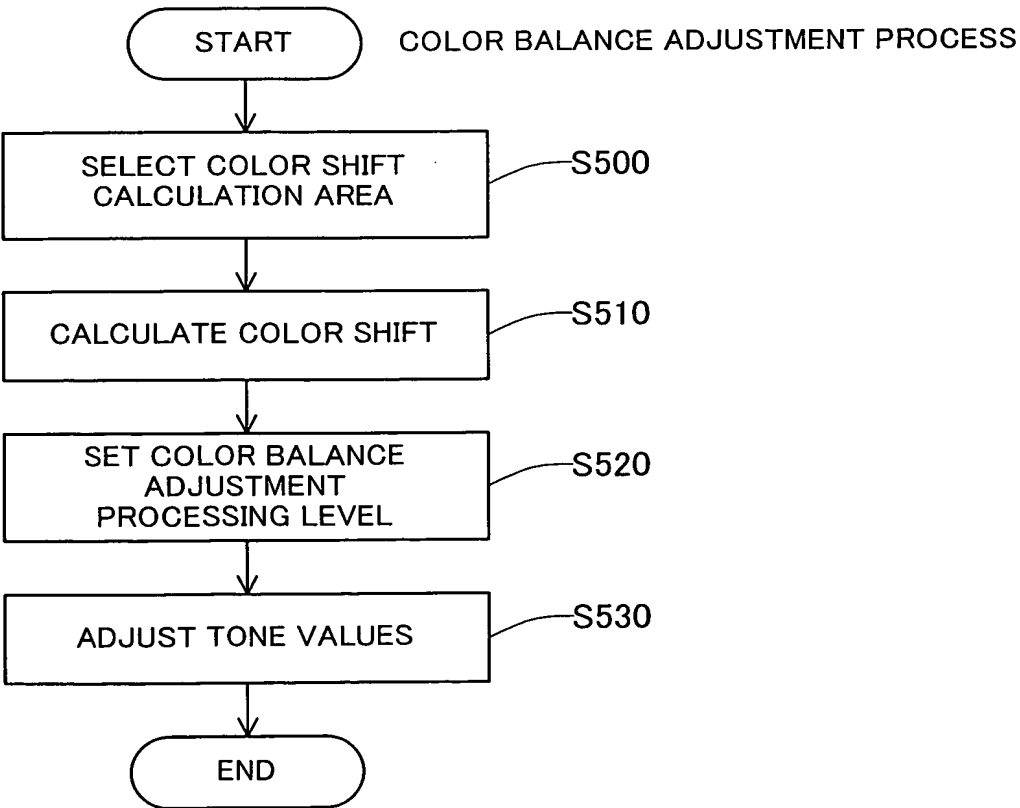 START
COLOR BALANCE ADJUSTMENT PROCESS
SELECT COLOR SHIFT
CALCULATION AREA
S500
CALCULATE COLOR SHIFT
S510
SET COLOR BALANCE
ADJUSTMENT
PROCESSING LEVEL
S520
ADJUST TONE VALUES
S530
END